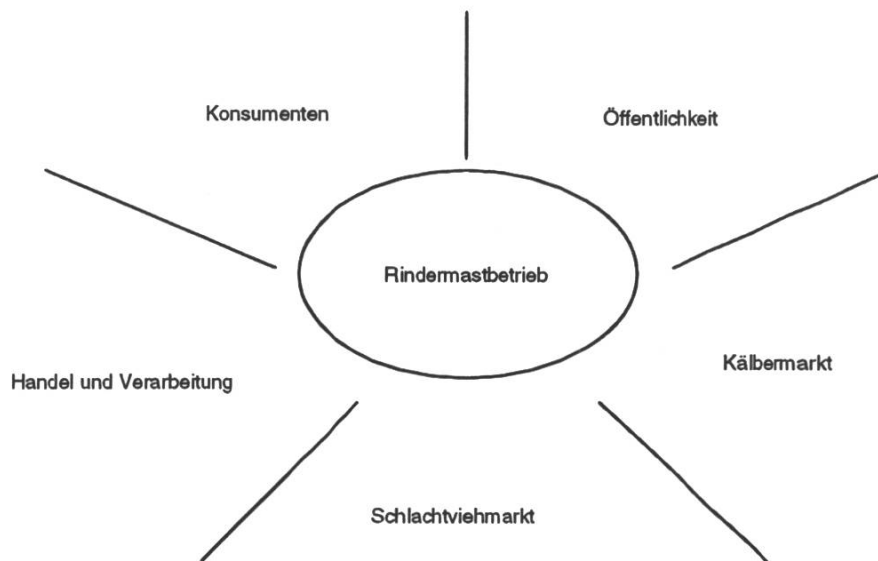 Konsumenten
Öffentlichkeit
Rindermastbetrieb
Kälbermarkt
Handel und Verarbeitung
Schlachtviehmarkt